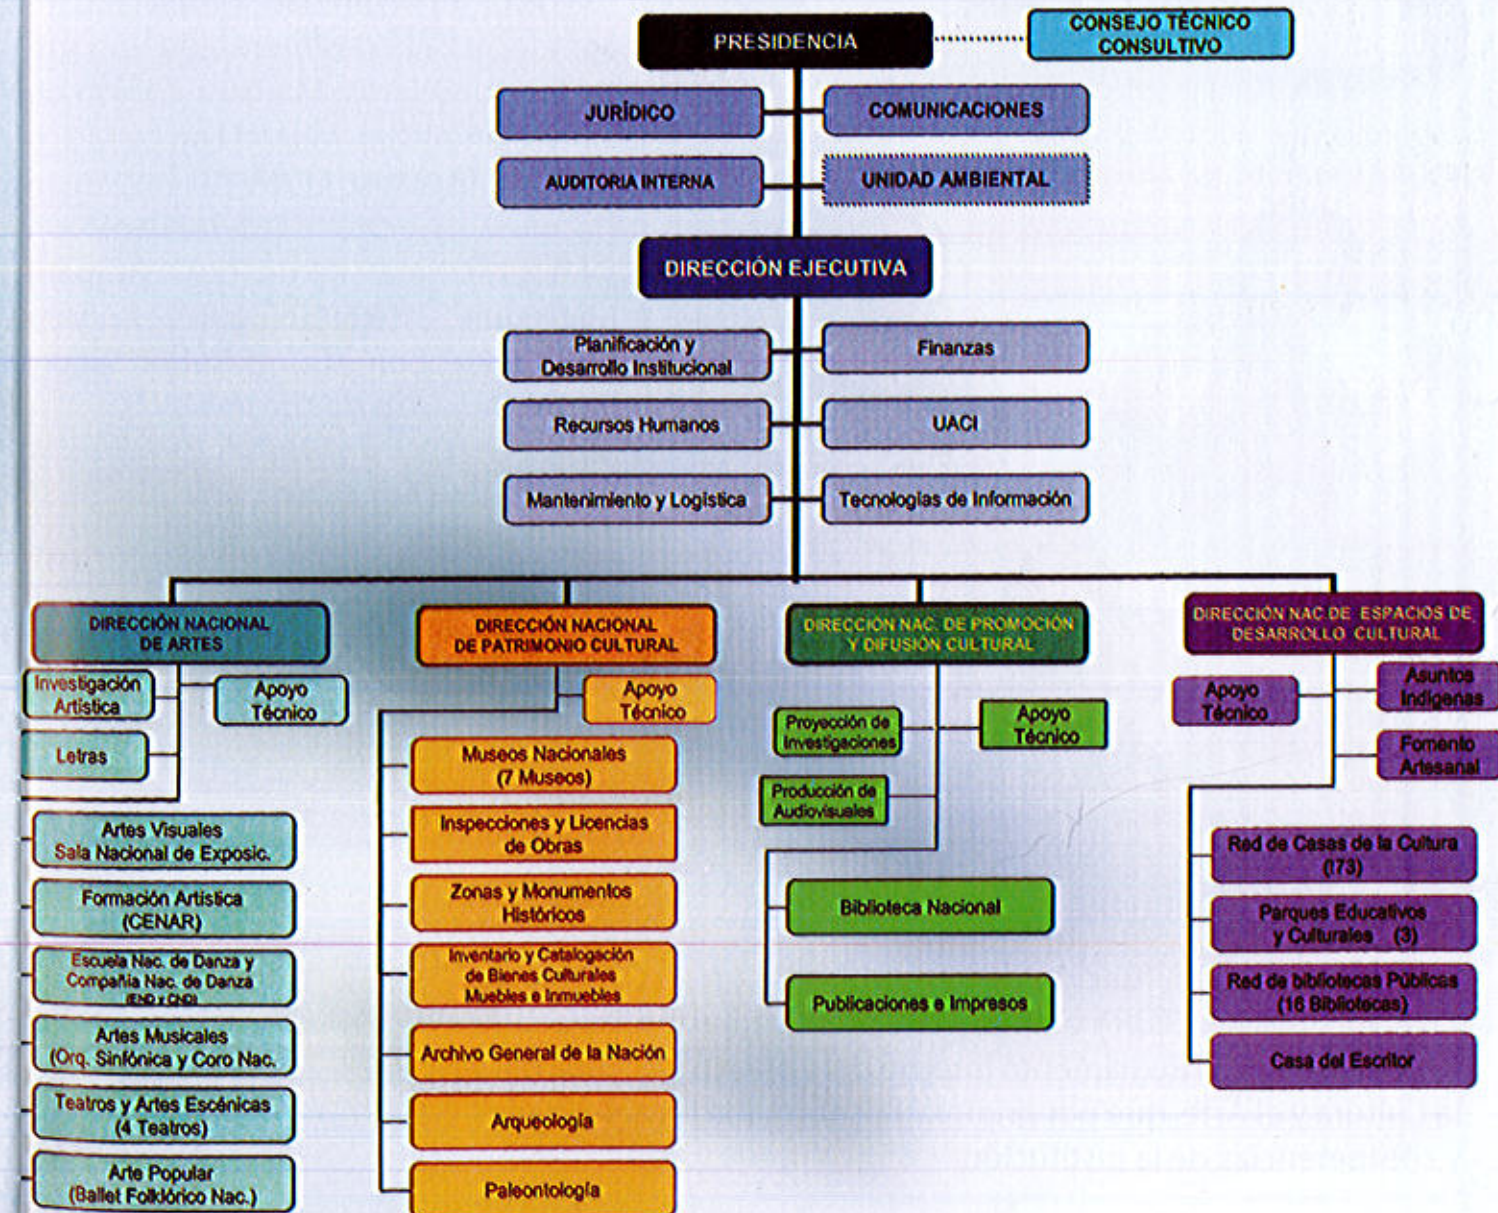 PRESIDENCIA
CONSEJO TÉCNICO
CONSULTIVO
JURÍDICO
COMUNICACIONES
AUDITORIA INTERNA
UNIDAD AMBIENTAL
DIRECCIÓN EJECUTIVA
Planificación y
Desarrollo Institucional
Finanzas
Recursos Humanos
UACI
Mantenimiento y Logística
Tecnologías de Información
DIRECCIÓN NACIONAL
DE ARTES
Investigación
Artística
Apoyo
Técnico
Letras
Artes Visuales
Sala Nacional de Exposic.
Formación Artística
(CENAR)
Escuela Nac. de Danza y
Compañía Nac. de Danza
(END y CND)
Artes Musicales
(Orq. Sinfónica y Coro Nac.
Teatros y Artes Escénicas
(4 Teatros)
Arte Popular
(Ballet Folklórico Nac.)
DIRECCIÓN NACIONAL
DE PATRIMONIO CULTURAL
Apoyo
Técnico
Museos Nacionales
(7 Museos)
Inspecciones y Licencias
de Obras
Zonas y Monumentos
Históricos
Inventario y Catalogación
de Bienes Culturales
Muebles e Inmuebles
Archivo General de la Nación
Arqueología
Paleontología
DIRECCIÓN NAC. DE PROMOCIÓN
Y DIFUSIÓN CULTURAL
Proyección de
Investigaciones
Apoyo
Técnico
Producción de
Audiovisuales
Biblioteca Nacional
Publicaciones e Impresos
DIRECCIÓN NAC DE ESPACIOS DE
DESARROLLO CULTURAL
Apoyo
Técnico
Asuntos
Indígenas
Fomento
Artesanal
Red de Casas de la Cultura
(173)
Parques Educativos
y Culturales (3)
Red de bibliotecas Públicas
(16 Bibliotecas)
Casa del Escritor